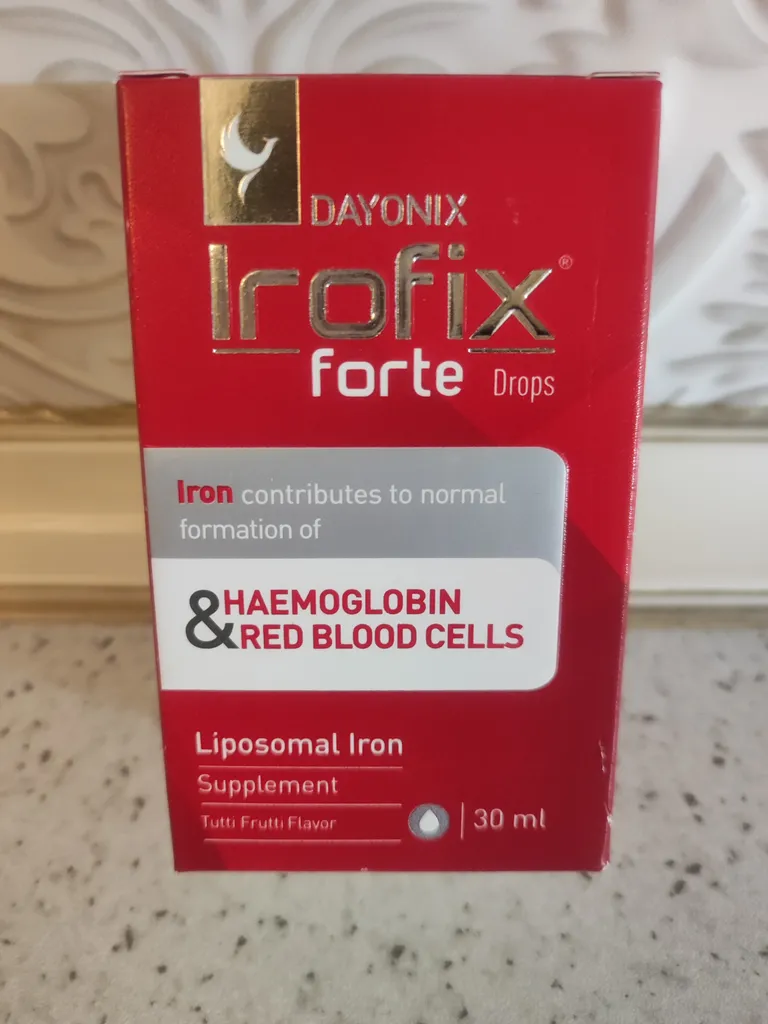 DAYONIX
Irofix®
forte Drops
Iron contributes to normal
formation of
& HAEMOGLOBIN
RED BLOOD CELLS
Liposomal Iron
Supplement
Tutti Frutti Flavor
30 ml